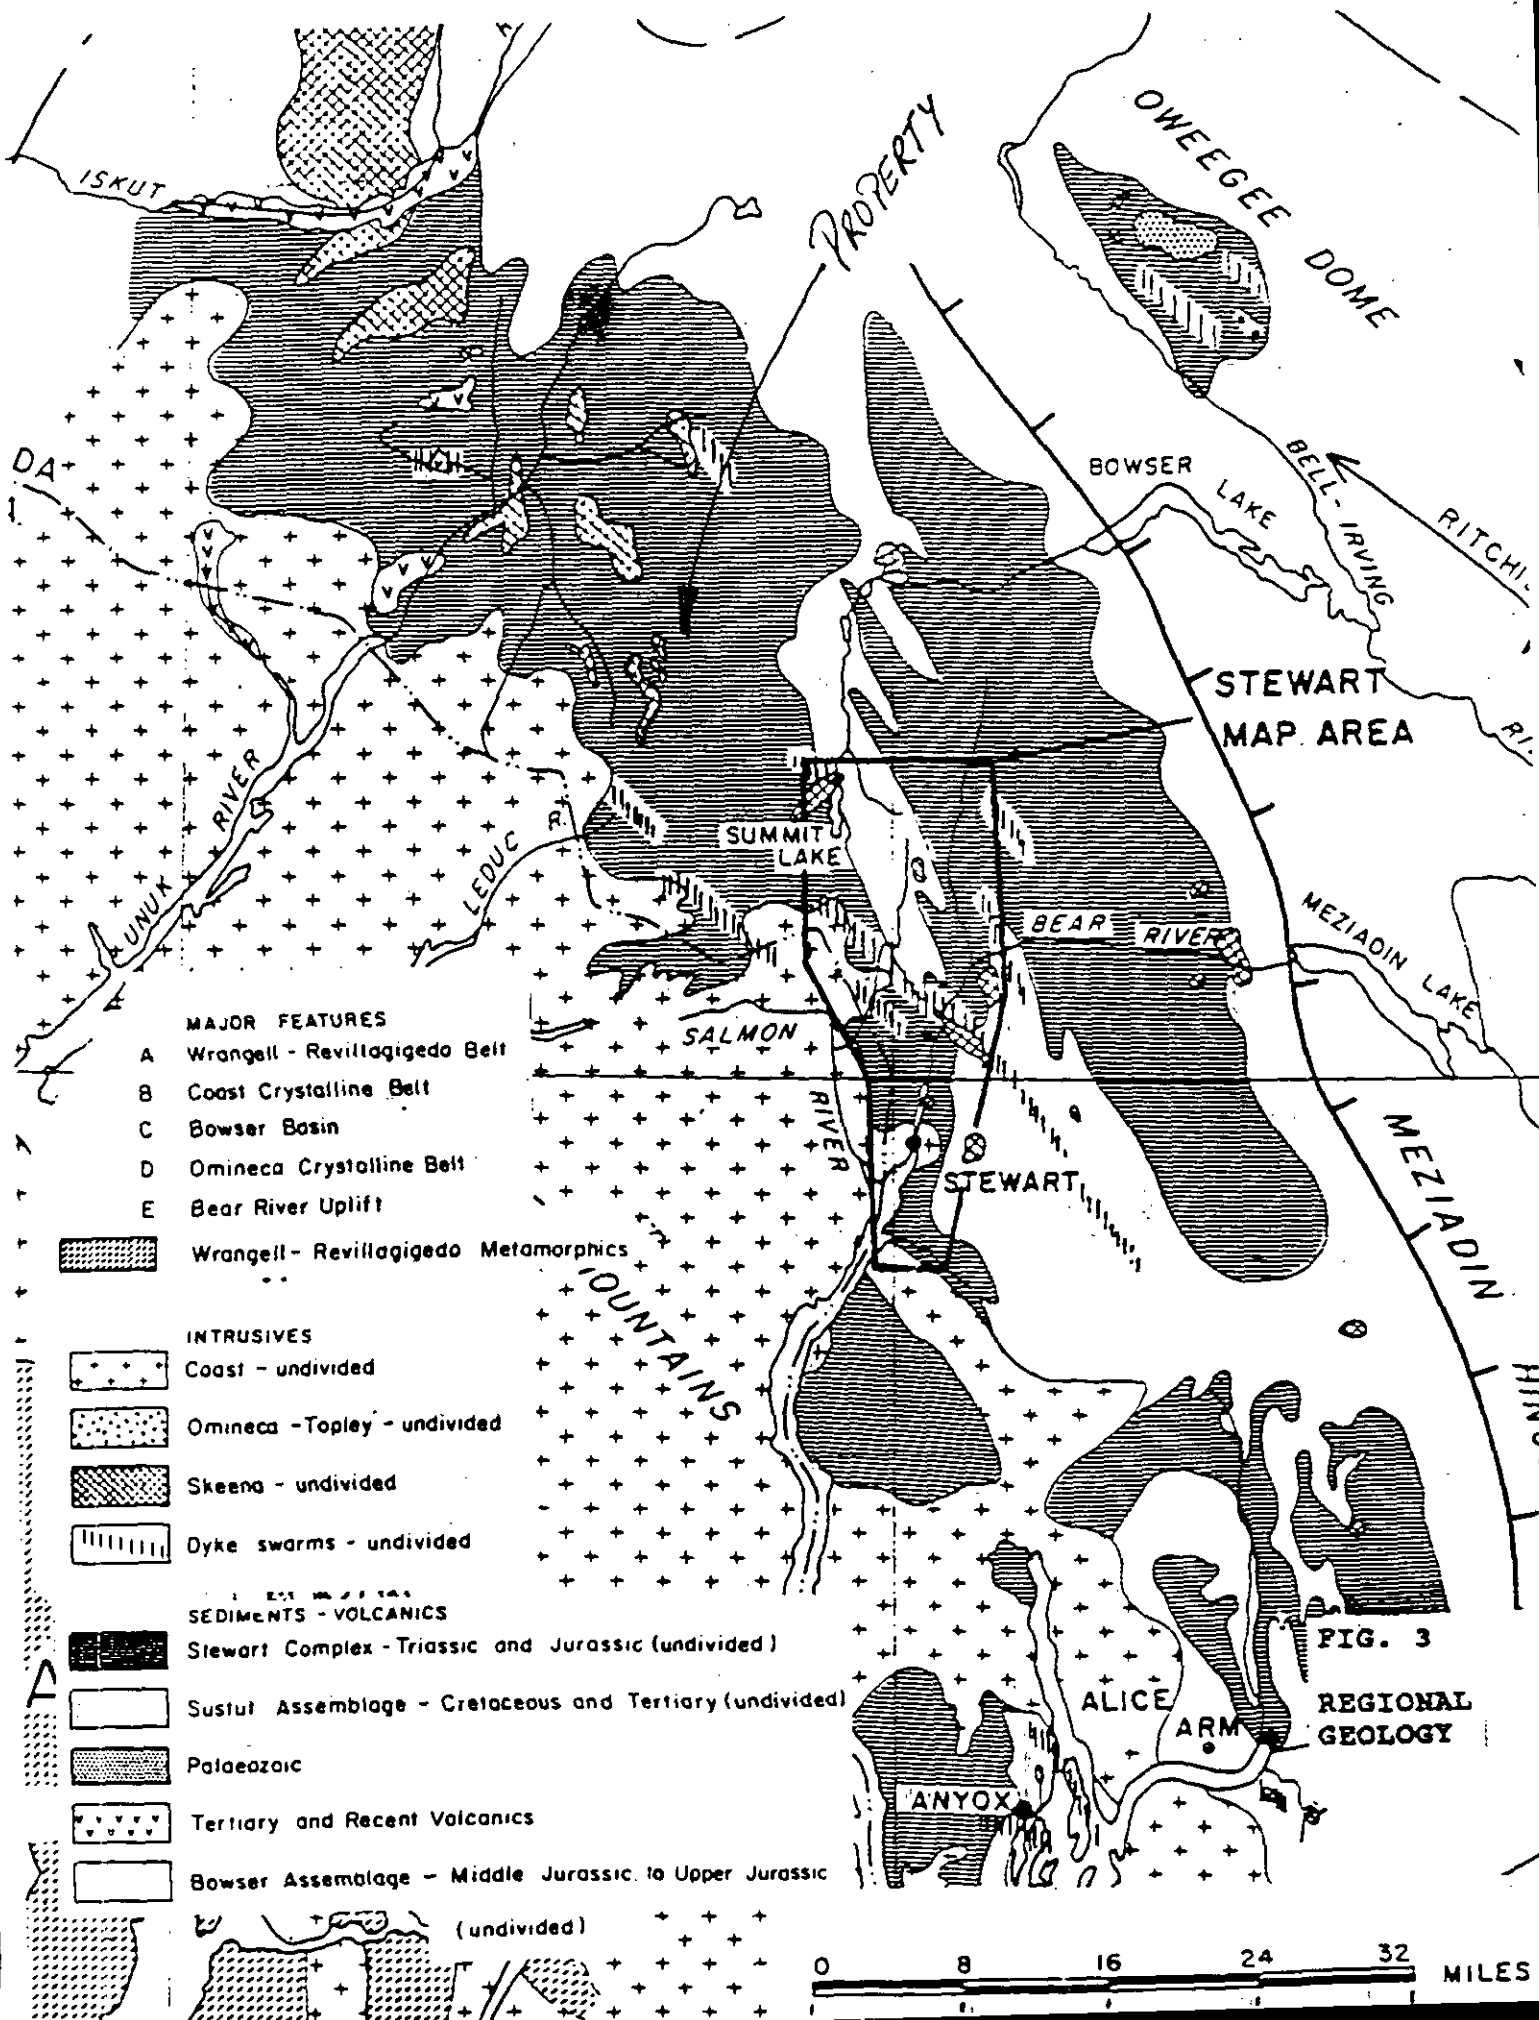 ISKUT
PROPERTY
OWEEGEE DOME
DA
BOWSER
LAKE
BELL - IRVING
RITCHI
STEWART
MAP AREA
RI.
UNUK RIVER
LEDUC R.
SUMMIT
LAKE
BEAR RIVER
MEZIADIN LAKE
SALMON
RIVER
STEWART
MEZIADIN
OUNTAINS
MAJOR FEATURES
A Wrangell - Revillagigedo Belt
B Coast Crystalline Belt
C Bowser Basin
D Omineca Crystalline Belt
E Bear River Uplift
Wrangell - Revillagigedo Metamorphics
INTRUSIVES
Coast - undivided
Omineca - Topley - undivided
Skeena - undivided
Dyke swarms - undivided
SEDIMENTS - VOLCANICS
Stewart Complex - Triassic and Jurassic (undivided)
Sustut Assemblage - Cretaceous and Tertiary (undivided)
Palaeozoic
Tertiary and Recent Volcanics
Bowser Assemblage - Middle Jurassic to Upper Jurassic
(undivided)
A
ALICE
ARM
ANYOX
FIG. 3
REGIONAL
GEOLOGY
0 8 16 24 32
MILES